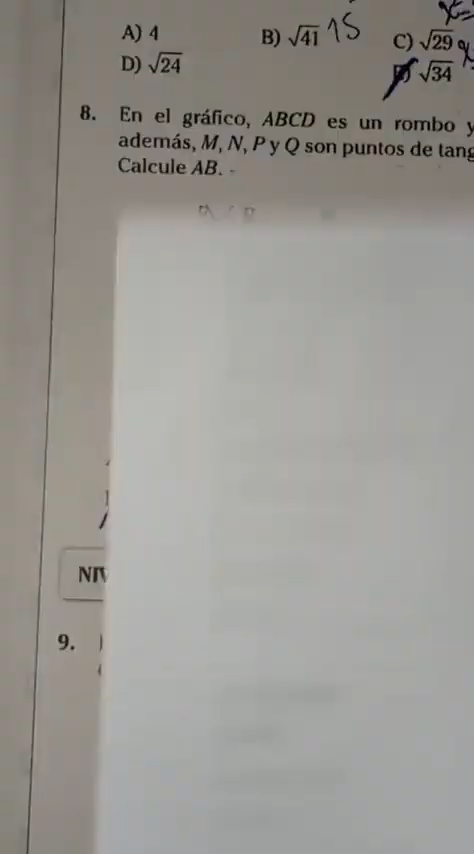 A) 4 B) √41 15 C) √29
D) √24 √34
8. En el gráfico, ABCD es un rombo y
además, M, N, P y Q son puntos de tang
Calcule AB.
NIV
9.